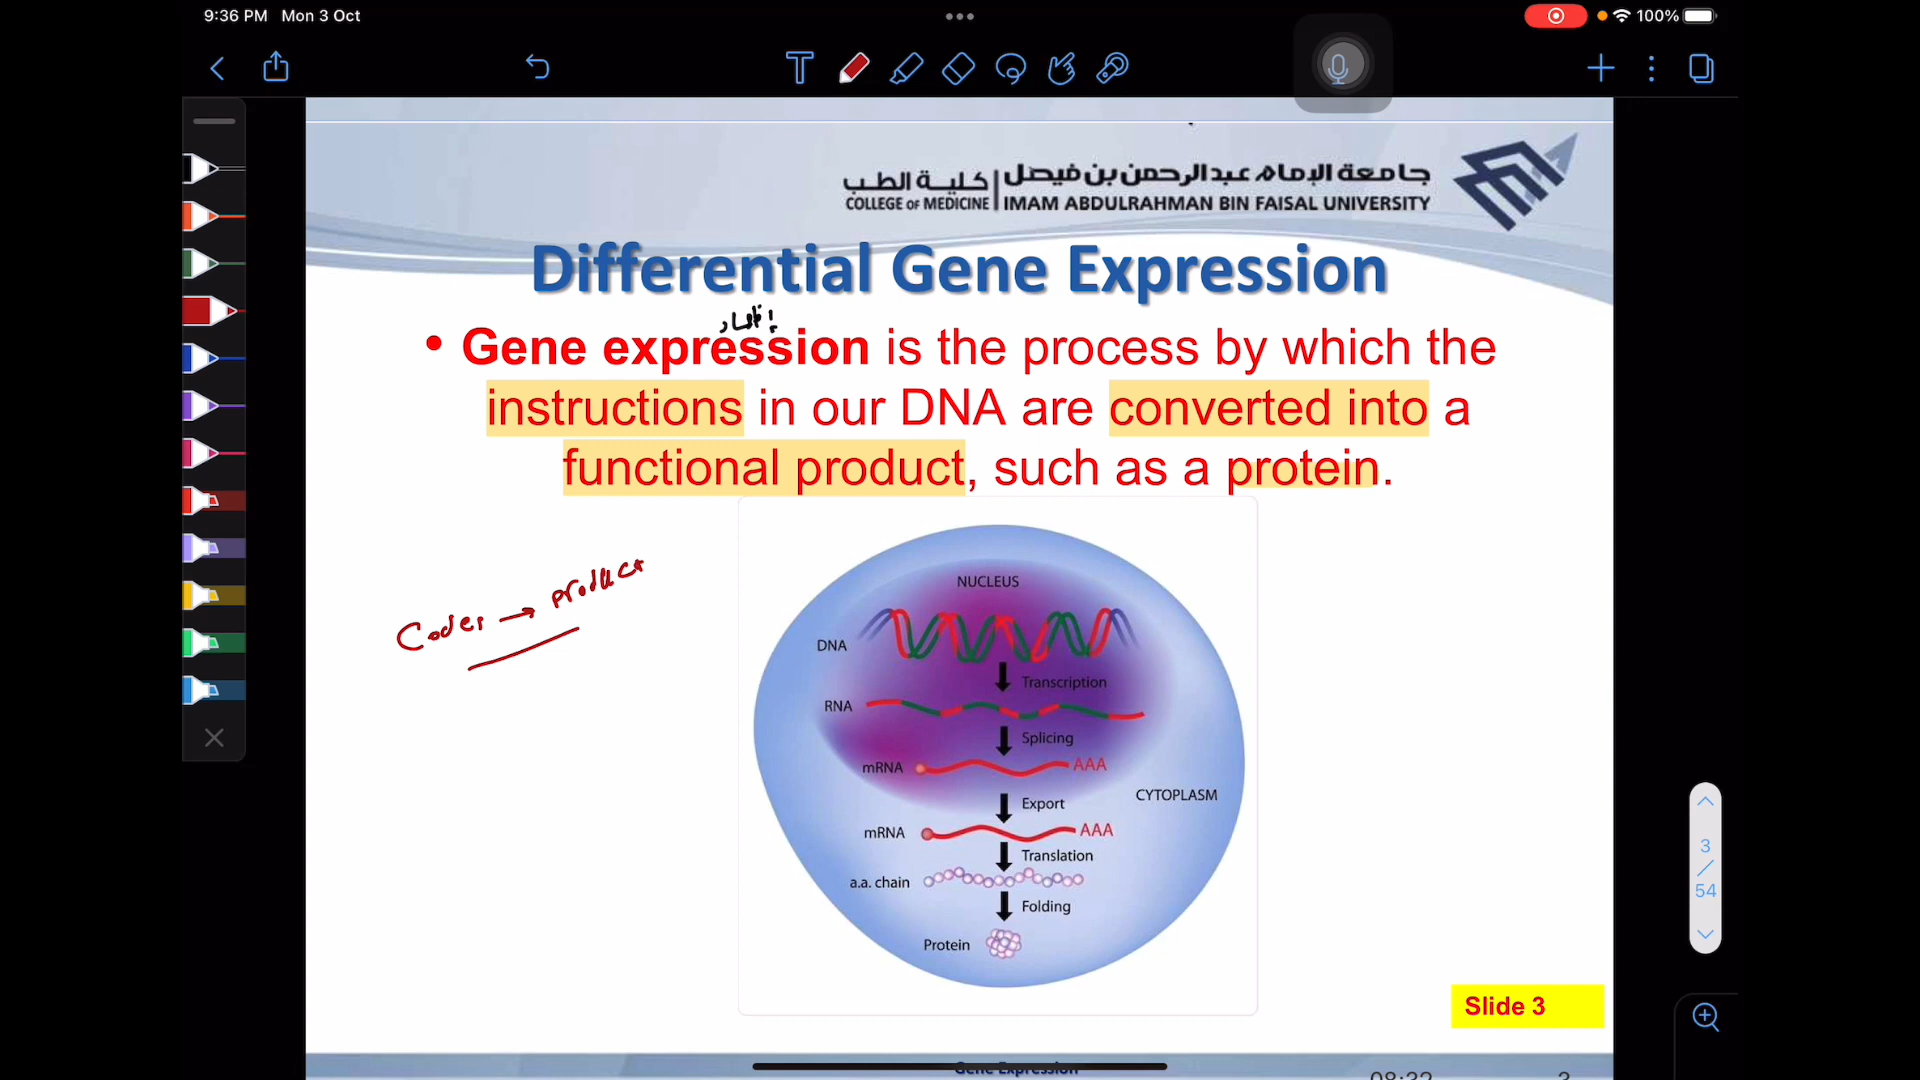 9:36 PM Mon 3 Oct
100%
جامعة الإمام عبدالرحمن بن فيصل | كلية الطب
COLLEGE OF MEDICINE | IMAM ABDULRAHMAN BIN FAISAL UNIVERSITY
Differential Gene Expression
• Gene expression is the process by which the
instructions in our DNA are converted into a
functional product, such as a protein.
Codes → product
NUCLEUS
DNA
Transcription
RNA
Splicing
mRNA AAA
CYTOPLASM
Export
mRNA AAA
Translation
a.a. chain
Folding
Protein
3
54
Slide 3
Gene Expression